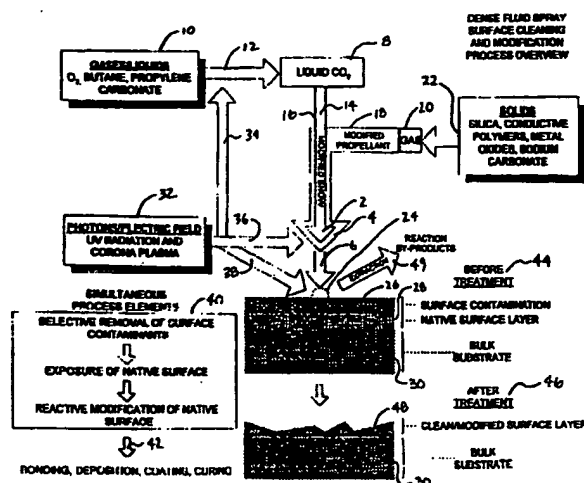 DENSE FLUID SPRAY
SURFACE CLEANING
AND MODIFICATION
PROCESS OVERVIEW
10
GASES/LIQUIDS
O₂, BUTANE, PROPYLENE
CARBONATE
12
8
LIQUID CO₂
16
14
18
20
22
MODIFIED
PROPELLANT
GAS
SOLIDS
SILICA, CONDUCTIVE
POLYMERS, METAL
OXIDES, SODIUM
CARBONATE
34
32
PHOTONS/ELECTRIC FIELD
UV RADIATION AND
CORONA PLASMA
36
38
2
4
6
24
REACTION
BY-PRODUCTS
49
26
28
BEFORE
TREATMENT
44
SURFACE CONTAMINATION
NATIVE SURFACE LAYER
BULK
SUBSTRATE
30
SIMULTANEOUS
PROCESS ELEMENTS
40
SELECTIVE REMOVAL OF SURFACE
CONTAMINANTS
EXPOSURE OF NATIVE SURFACE
REACTIVE MODIFICATION OF NATIVE
SURFACE
42
BONDING, DEPOSITION, COATING, CURING
AFTER
TREATMENT
46
48
CLEAN/MODIFIED SURFACE LAYER
BULK
SUBSTRATE
30